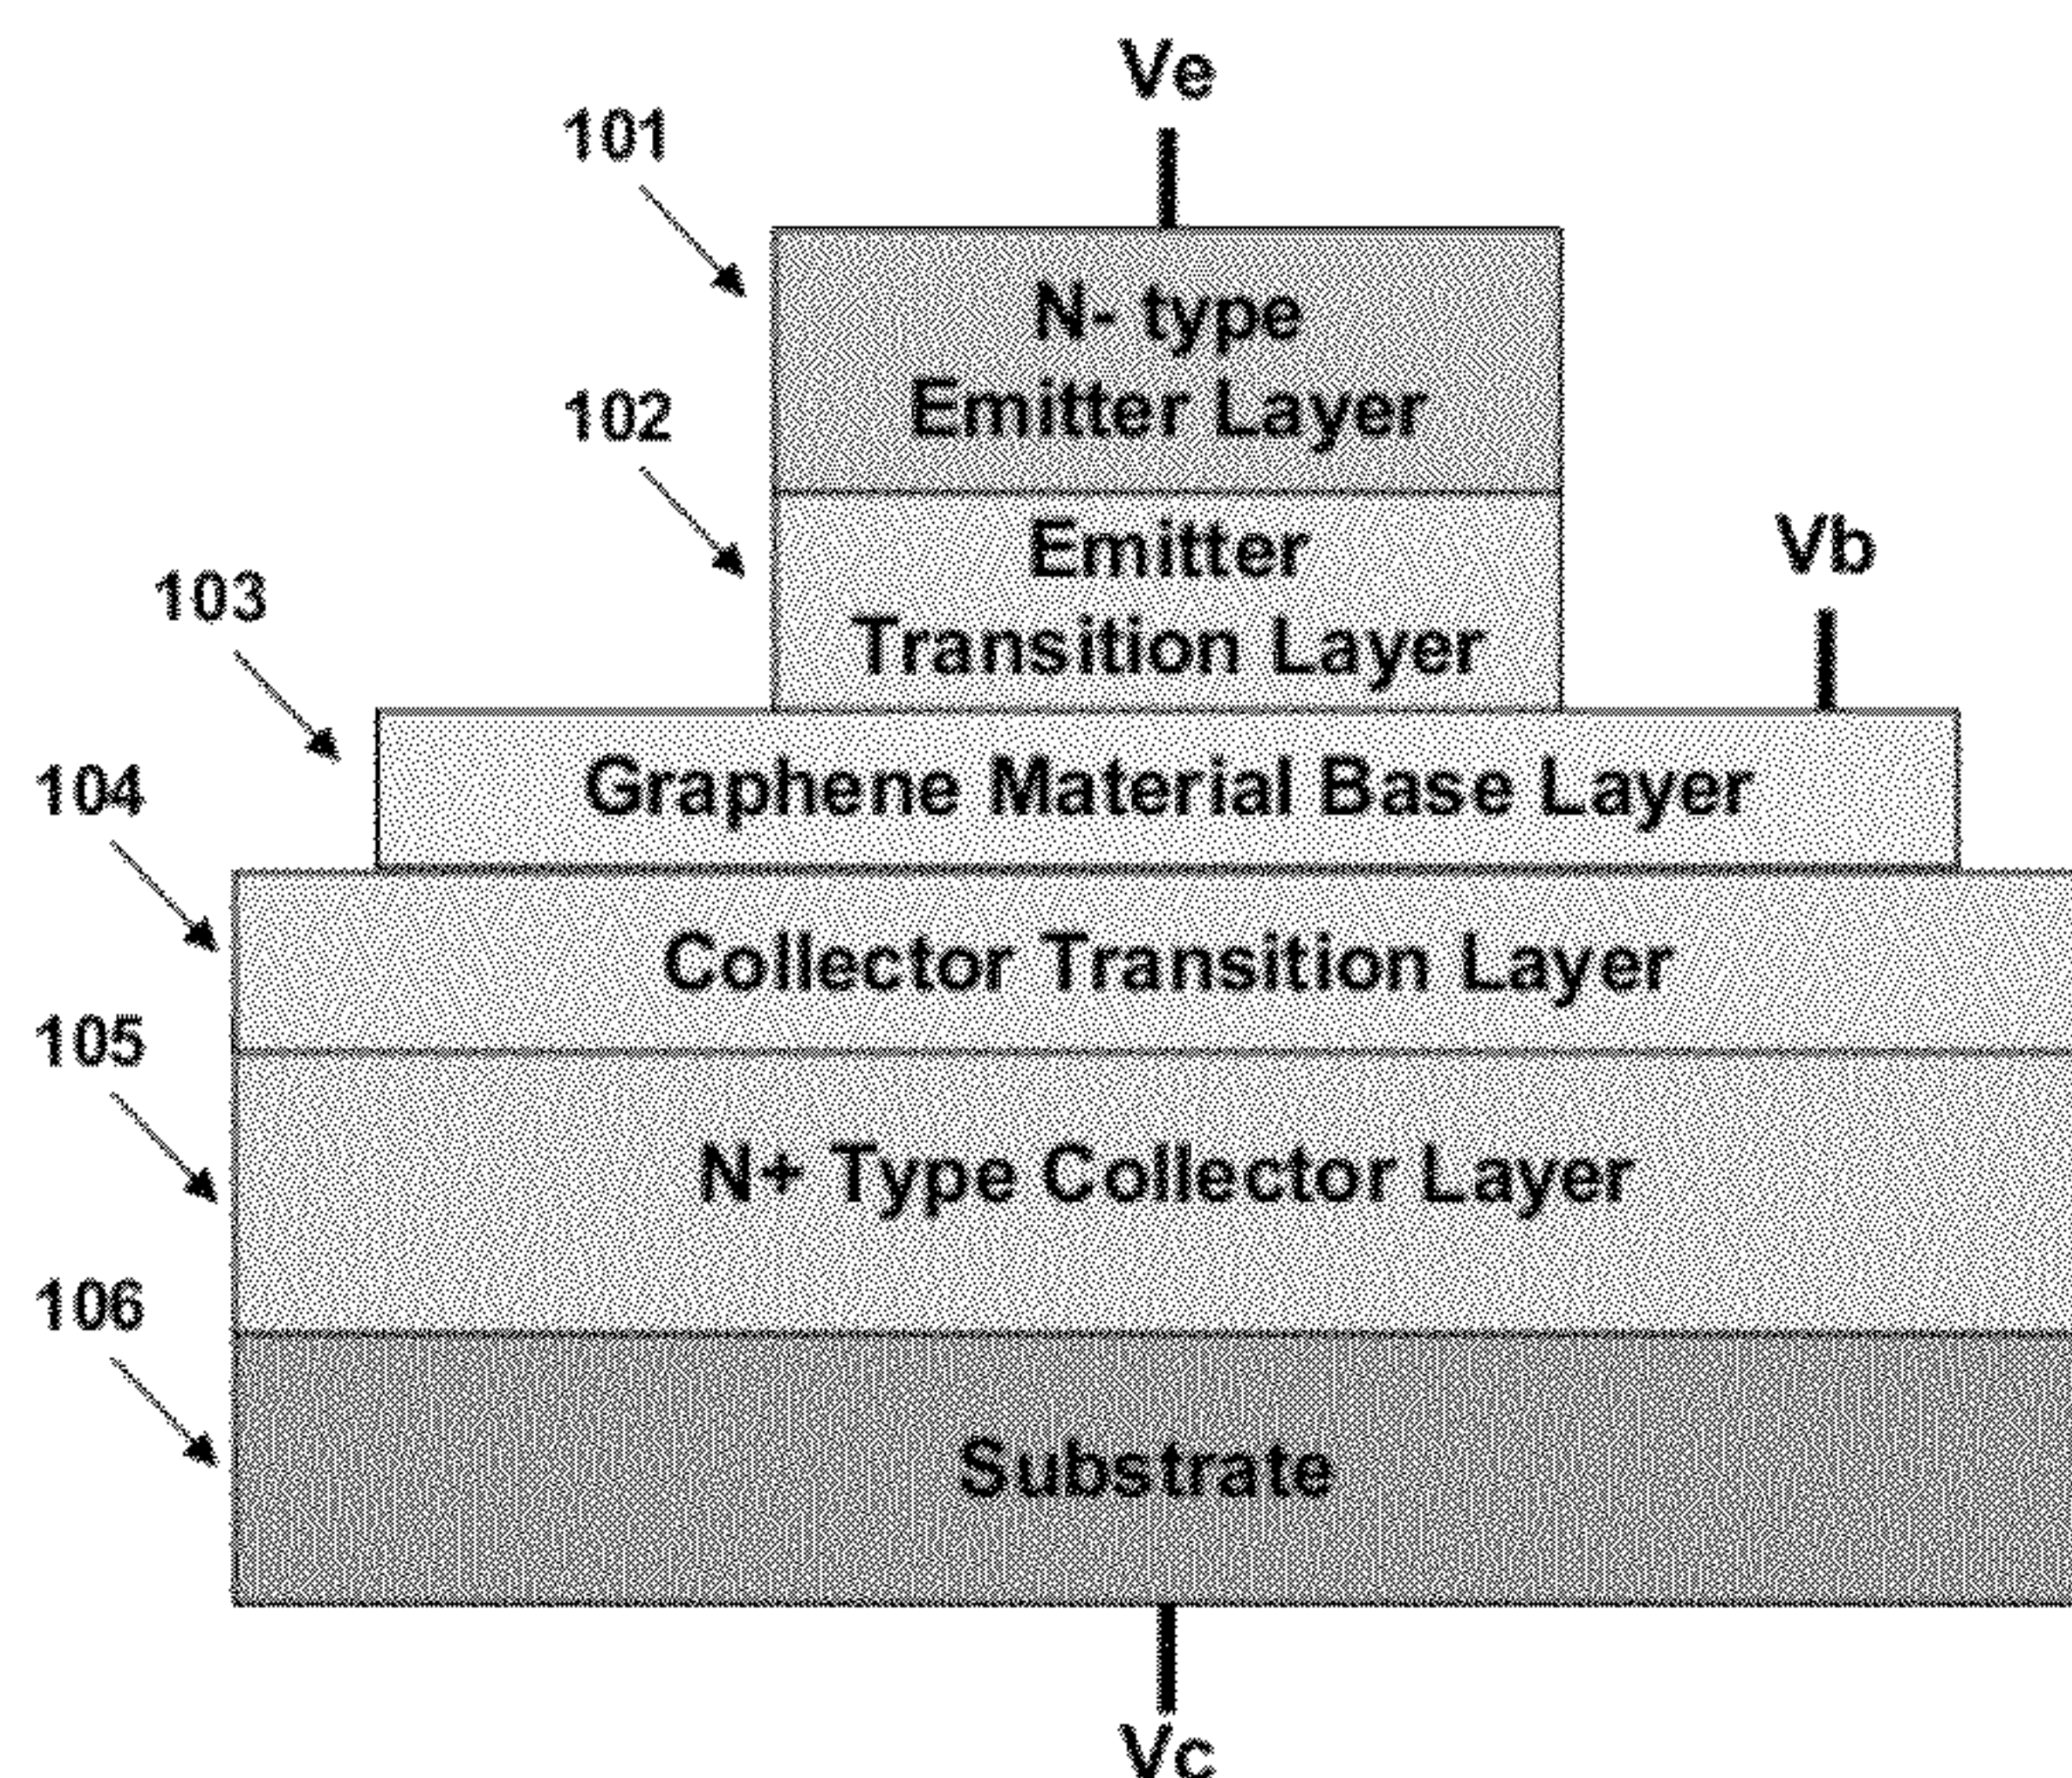 Ve
101
N- type
Emitter Layer
102
Emitter
Transition Layer
Vb
103
Graphene Material Base Layer
104
Collector Transition Layer
105
N+ Type Collector Layer
106
Substrate
Vc